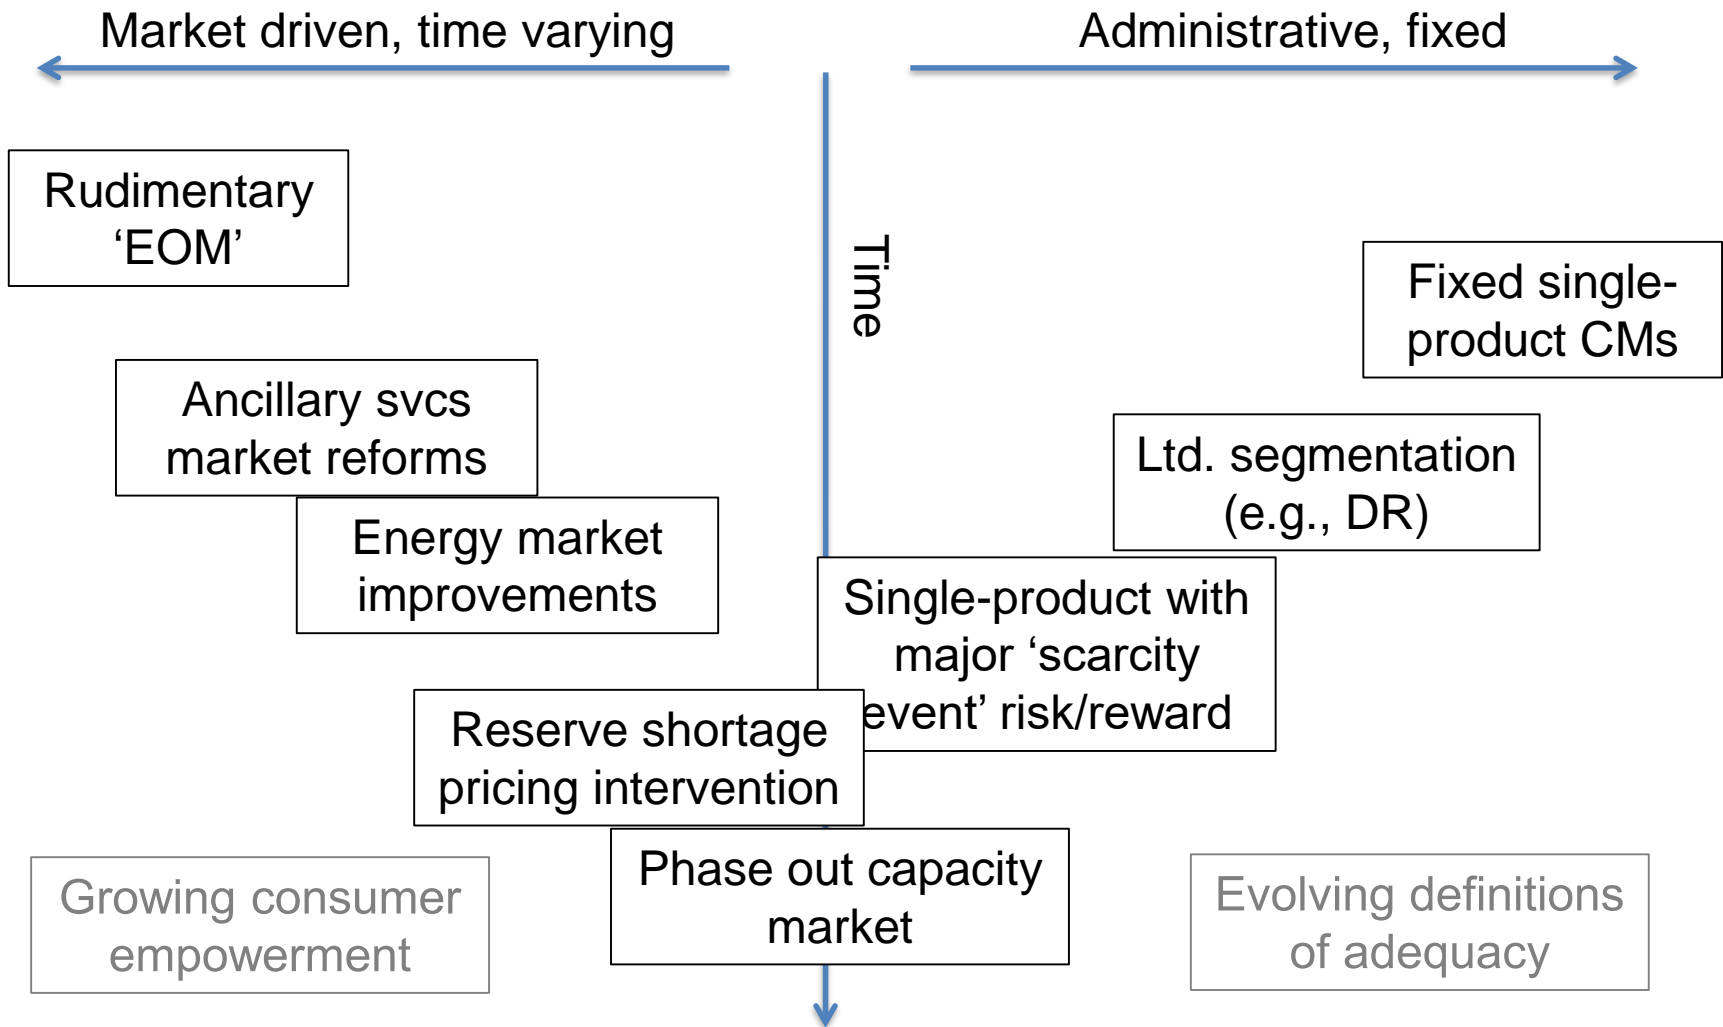 Market driven, time varying
Administrative, fixed
Rudimentary
‘EOM’
Time
Fixed single-
product CMs
Ancillary svcs
market reforms
Ltd. segmentation
(e.g., DR)
Energy market
improvements
Single-product with
major ‘scarcity
event’ risk/reward
Reserve shortage
pricing intervention
Phase out capacity
market
Growing consumer
empowerment
Evolving definitions
of adequacy